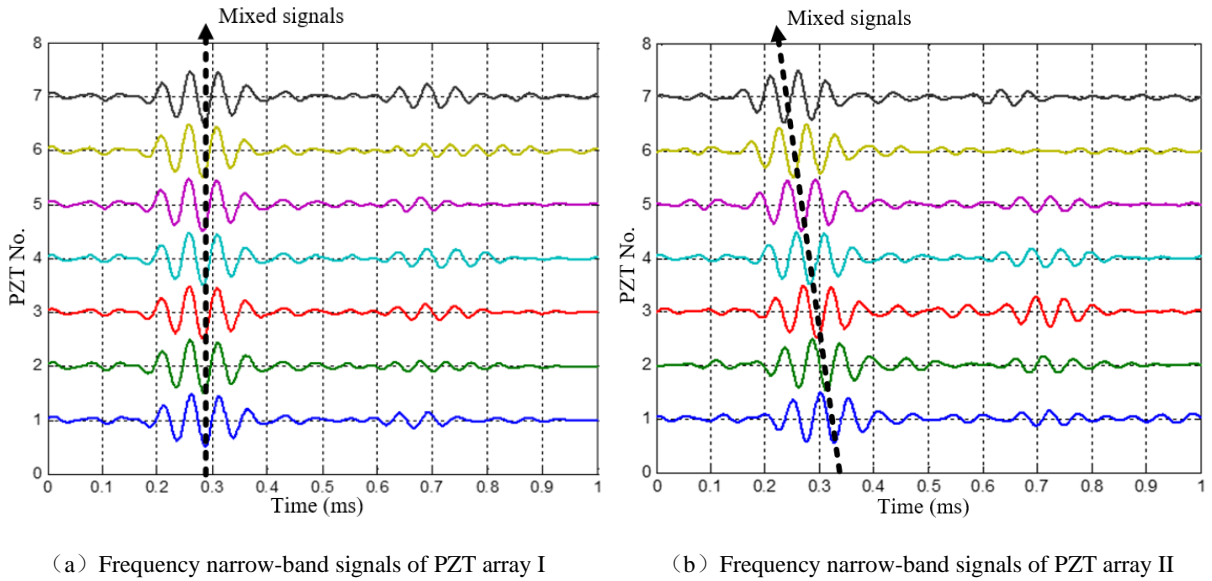 Mixed signals
8
7
6
5
4
3
2
1
0
PZT No.
0 0.1 0.2 0.3 0.4 0.5 0.6 0.7 0.8 0.9 1
Time (ms)
（a）Frequency narrow-band signals of PZT array I
Mixed signals
8
7
6
5
4
3
2
1
0
PZT No.
0 0.1 0.2 0.3 0.4 0.5 0.6 0.7 0.8 0.9 1
Time (ms)
（b）Frequency narrow-band signals of PZT array II